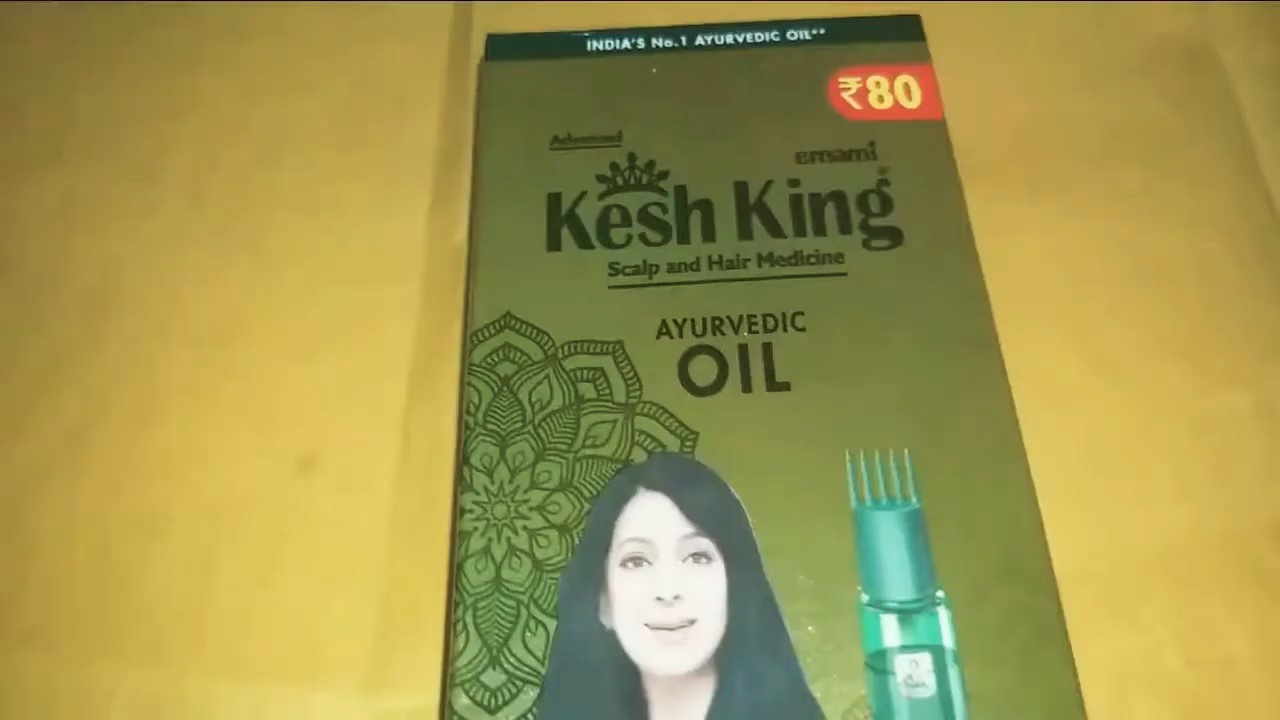 INDIA'S No.1 AYURVEDIC OIL**
₹80
Advanced
emami
Kesh King®
Scalp and Hair Medicine
AYURVEDIC
OIL